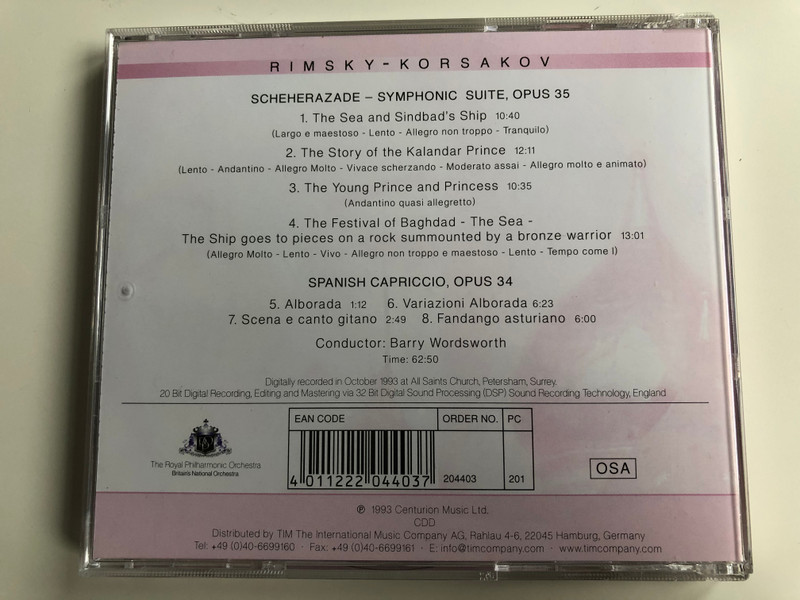 RIMSKY-KORSAKOV
SCHEHERAZADE – SYMPHONIC SUITE, OPUS 35
1. The Sea and Sindbad's Ship 10:40
(Largo e maestoso - Lento - Allegro non troppo - Tranquilo)
2. The Story of the Kalandar Prince 12:11
(Lento - Andantino - Allegro Molto - Vivace scherzando - Moderato assai - Allegro molto e animato)
3. The Young Prince and Princess 10:35
(Andantino quasi allegretto)
4. The Festival of Baghdad - The Sea -
The Ship goes to pieces on a rock summounted by a bronze warrior 13:01
(Allegro Molto - Lento - Vivo - Allegro non troppo e maestoso - Lento - Tempo come I)
SPANISH CAPRICCIO, OPUS 34
5. Alborada 1:12 6. Variazioni Alborada 6:23
7. Scena e canto gitano 2:49 8. Fandango asturiano 6:00
Conductor: Barry Wordsworth
Time: 62:50
Digitally recorded in October 1993 at All Saints Church, Petersham, Surrey.
20 Bit Digital Recording, Editing and Mastering via 32 Bit Digital Sound Processing (DSP) Sound Recording Technology, England
EAN CODE ORDER NO. PC
4 011222 044037 204403 201
The Royal Philharmonic Orchestra
Britain's National Orchestra
OSA
℗ 1993 Centurion Music Ltd.
CDD
Distributed by TIM The International Music Company AG, Rahlau 4-6, 22045 Hamburg, Germany
Tel: +49 (0)40-6699160 · Fax: +49 (0)40-6699161 · E: info@timcompany.com · www.timcompany.com